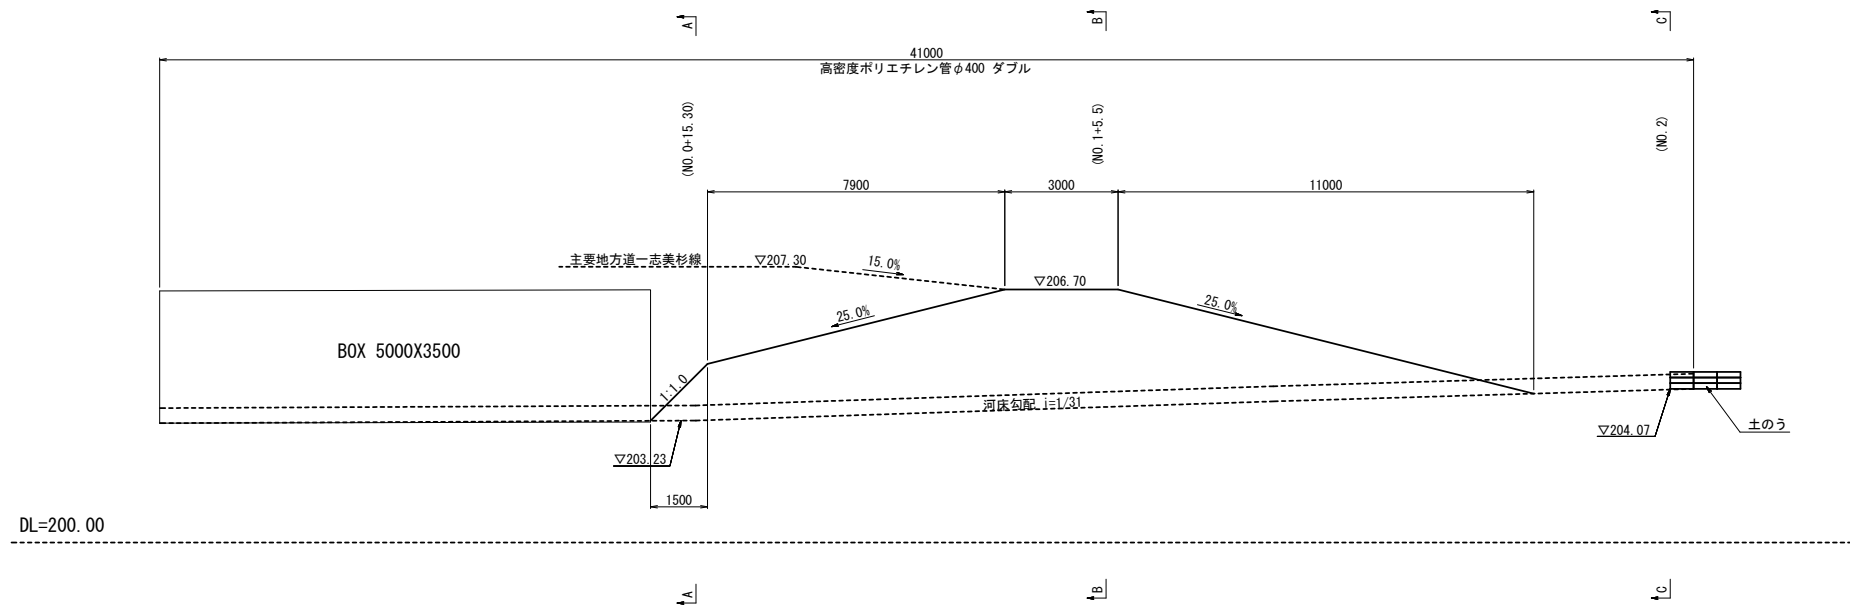 A
B
C
41000
高密度ポリエチレン管φ400 ダブル
(NO.0+15.30)
(NO.1+5.5)
(NO.2)
7900
3000
11000
主要地方道一志美杉線
▽207.30
15.0%
▽206.70
25.0%
25.0%
BOX 5000X3500
1:1.0
河床勾配 i=1/31
▽203.23
▽204.07
土のう
1500
DL=200.00
A
B
C